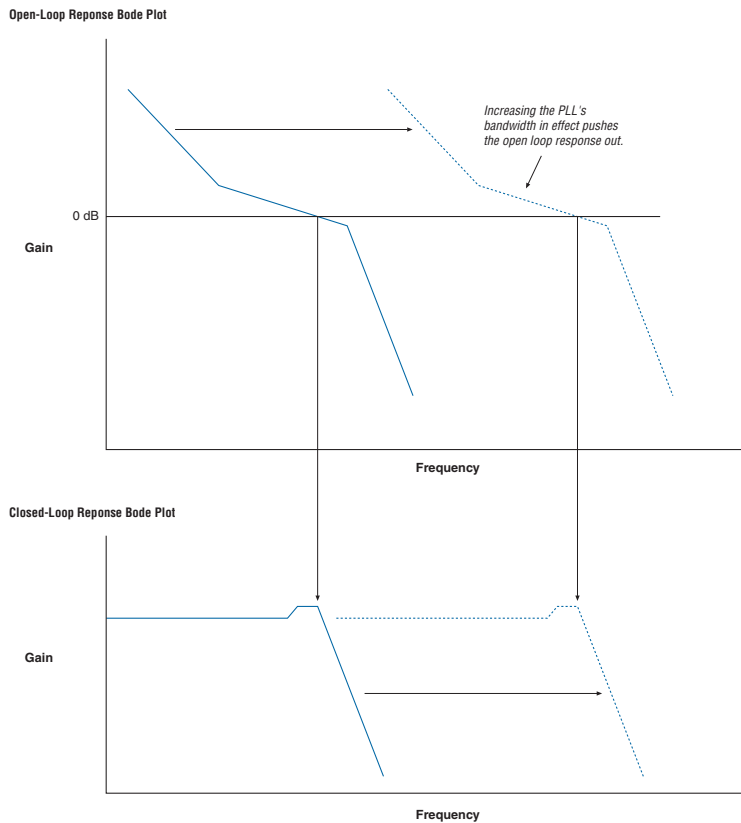 Open-Loop Reponse Bode Plot
Increasing the PLL's
bandwidth in effect pushes
the open loop response out.
0 dB
Gain
Frequency
Closed-Loop Reponse Bode Plot
Gain
Frequency